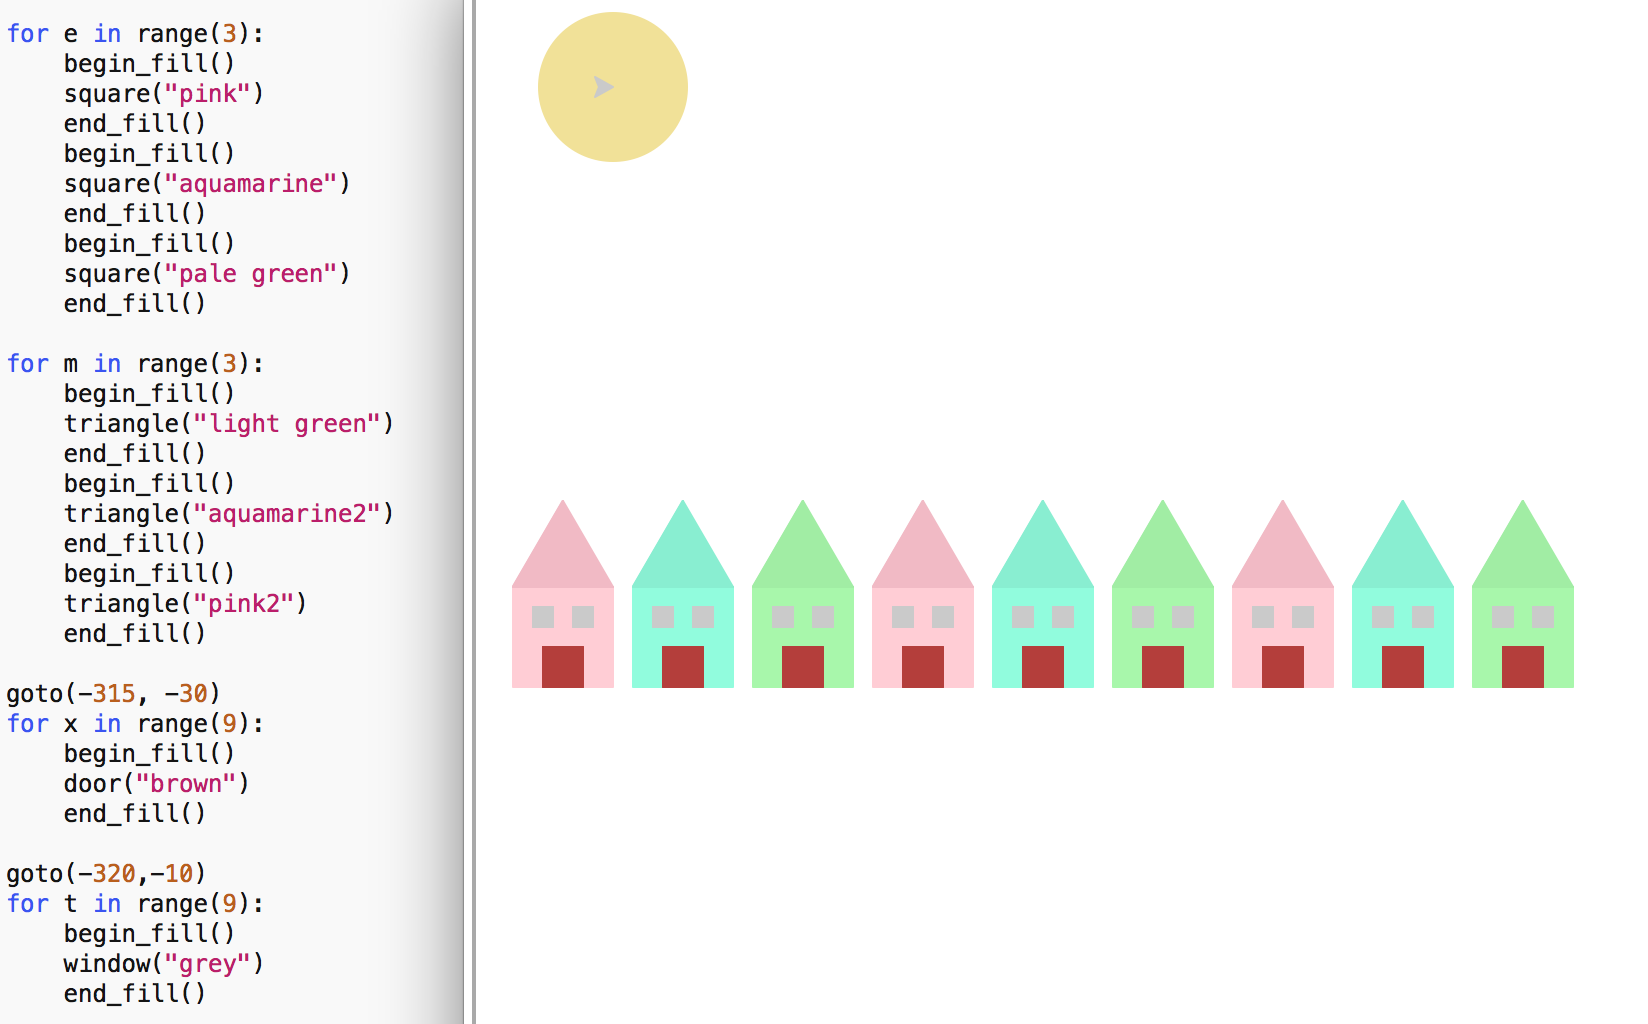 for e in range(3):
    begin_fill()
    square("pink")
    end_fill()
    begin_fill()
    square("aquamarine")
    end_fill()
    begin_fill()
    square("pale green")
    end_fill()

for m in range(3):
    begin_fill()
    triangle("light green")
    end_fill()
    begin_fill()
    triangle("aquamarine2")
    end_fill()
    begin_fill()
    triangle("pink2")
    end_fill()

goto(-315, -30)
for x in range(9):
    begin_fill()
    door("brown")
    end_fill()

goto(-320,-10)
for t in range(9):
    begin_fill()
    window("grey")
    end_fill()